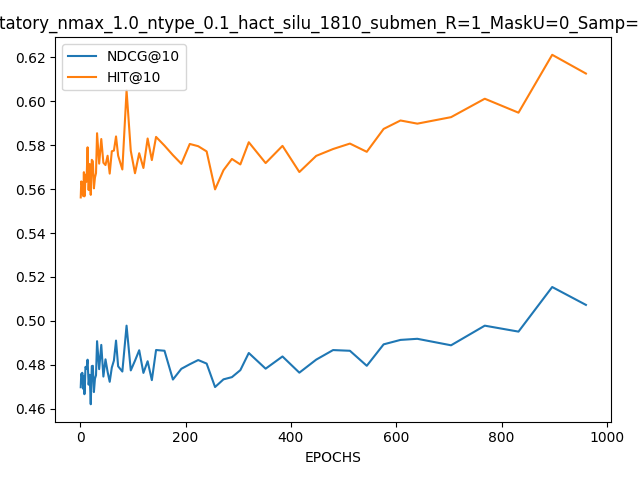 tatory_nmax_1.0_ntype_0.1_hact_silu_1810_submen_R=1_MaskU=0_Samp=
NDCG@10
HIT@10
0.62
0.60
0.58
0.56
0.54
0.52
0.50
0.48
0.46
0 200 400 600 800 1000
EPOCHS